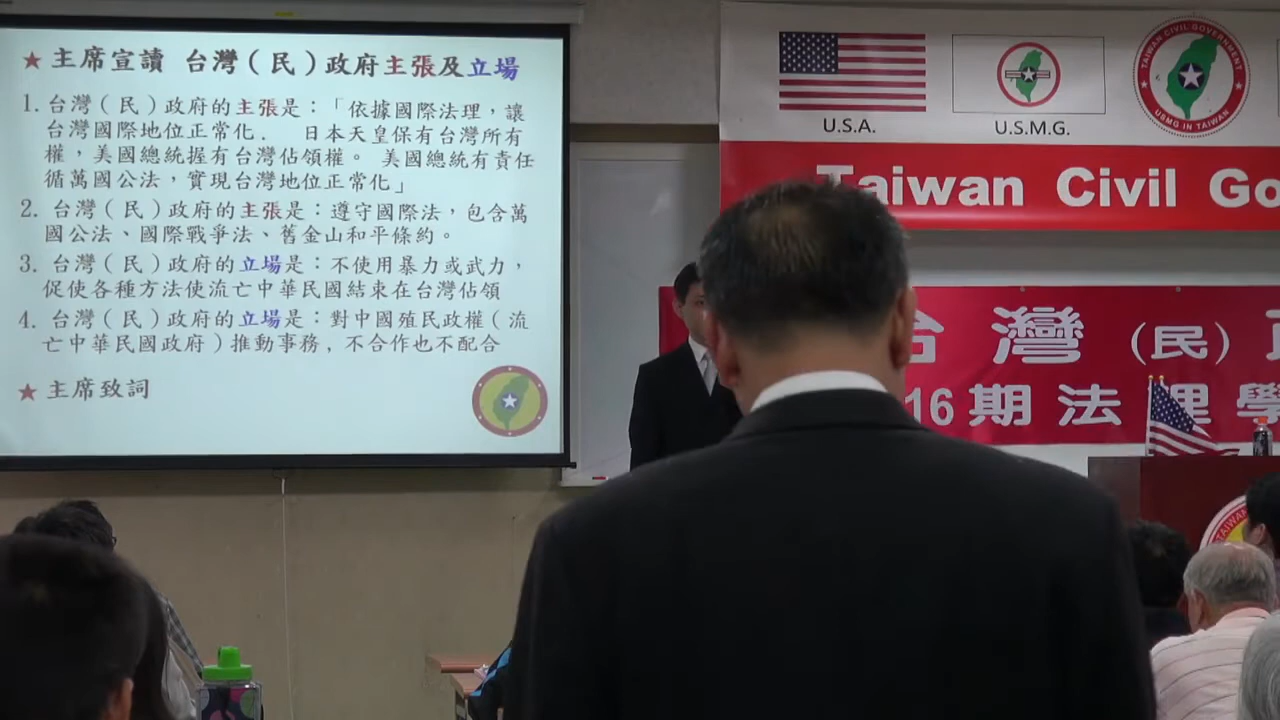 ★ 主席宣讀 台灣(民)政府主張及立場
1. 台灣(民)政府的主張是:「依據國際法理,讓
台灣國際地位正常化. 日本天皇保有台灣所有
權,美國總統握有台灣佔領權。 美國總統有責任
循萬國公法,實現台灣地位正常化」
2. 台灣(民)政府的主張是:遵守國際法,包含萬
國公法、國際戰爭法、舊金山和平條約。
3. 台灣(民)政府的立場是:不使用暴力或武力,
促使各種方法使流亡中華民國結束在台灣佔領
4. 台灣(民)政府的立場是:對中國殖民政權(流
亡中華民國政府)推動事務,不合作也不配合
★ 主席致詞
U.S.A.
U.S.M.G.
TAIWAN CIVIL GOVERNMENT
USMG IN TAIWAN
Taiwan Civil Go
台灣(民)
16期法理學
TAIWAN